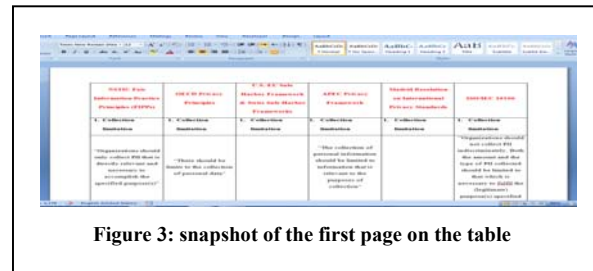 NSTIC Fair
Information Practice
Principles (FIPPs)
OECD Privacy
Principles
U.S.-EU Safe
Harbor Framework
& Swiss Safe Harbor
Frameworks
APEC Privacy
Framework
Madrid Resolution
on International
Privacy Standards
ISO/IEC 29100
1. Collection
limitation
1. Collection
limitation
1. Collection
limitation
1. Collection
limitation
1. Collection
limitation
1. Collection
limitation
"Organizations should
only collect PII that is
directly relevant and
necessary to
accomplish the
specified purpose(s)"
"There should be
limits to the collection
of personal data"
"The collection of
personal information
should be limited to
information that is
relevant to the
purposes of
collection"
"Organizations should
not collect PII
indiscriminately. Both
the amount and the
type of PII collected
should be limited to
that which is
necessary to fulfil the
(legitimate)
purpose(s) specified
Figure 3: snapshot of the first page on the table